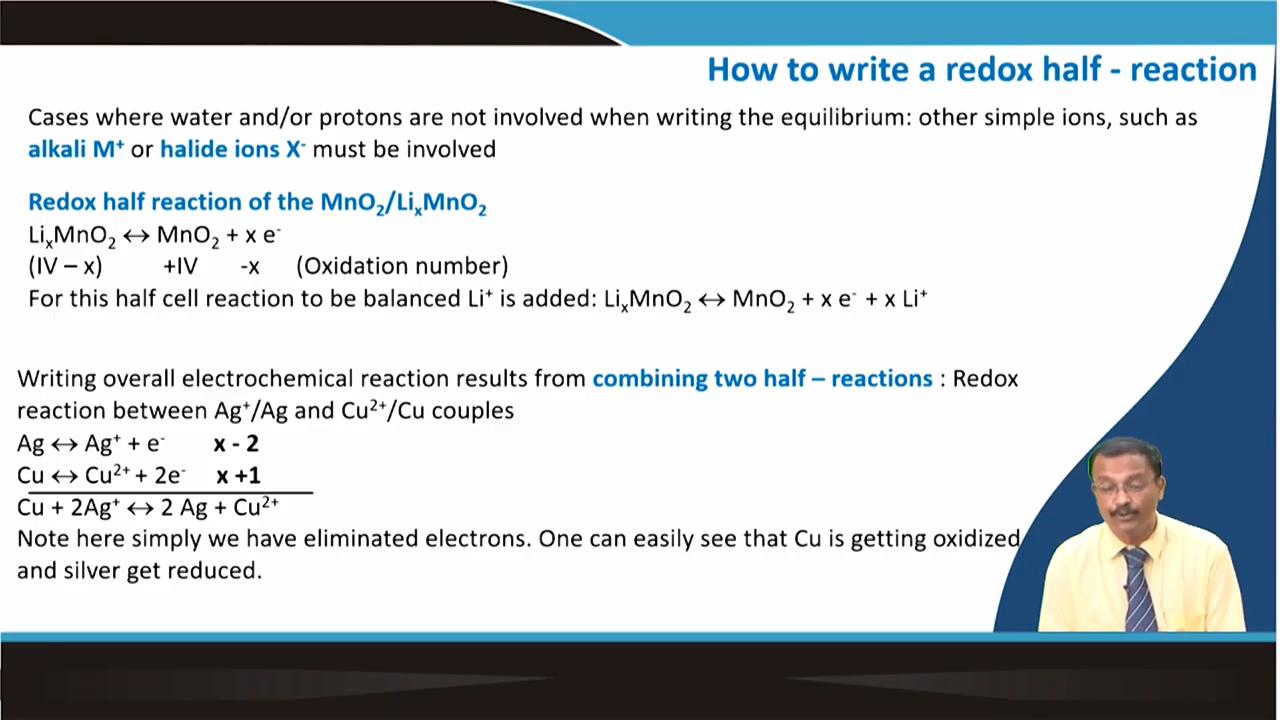 How to write a redox half - reaction
Cases where water and/or protons are not involved when writing the equilibrium: other simple ions, such as
alkali M⁺ or halide ions X⁻ must be involved
Redox half reaction of the MnO₂/LiₓMnO₂
LiₓMnO₂ ↔ MnO₂ + x e⁻
(IV – x) +IV -x (Oxidation number)
For this half cell reaction to be balanced Li⁺ is added: LiₓMnO₂ ↔ MnO₂ + x e⁻ + x Li⁺
Writing overall electrochemical reaction results from combining two half – reactions : Redox
reaction between Ag⁺/Ag and Cu²⁺/Cu couples
Ag ↔ Ag⁺ + e⁻ x - 2
Cu ↔ Cu²⁺ + 2e⁻ x +1
Cu + 2Ag⁺ ↔ 2 Ag + Cu²⁺
Note here simply we have eliminated electrons. One can easily see that Cu is getting oxidized
and silver get reduced.